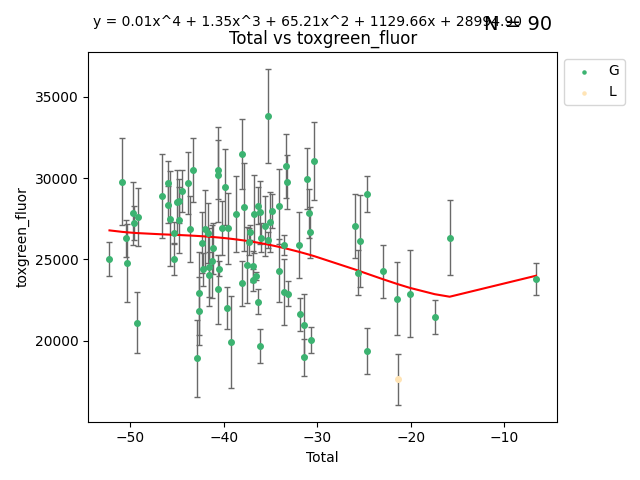 y = 0.01x^4 + 1.35x^3 + 65.21x^2 + 1129.66x + 28994.90
N = 90
Total vs toxgreen_fluor
G
L
35000
30000
25000
20000
toxgreen_fluor
−50
−40
−30
−20
−10
Total